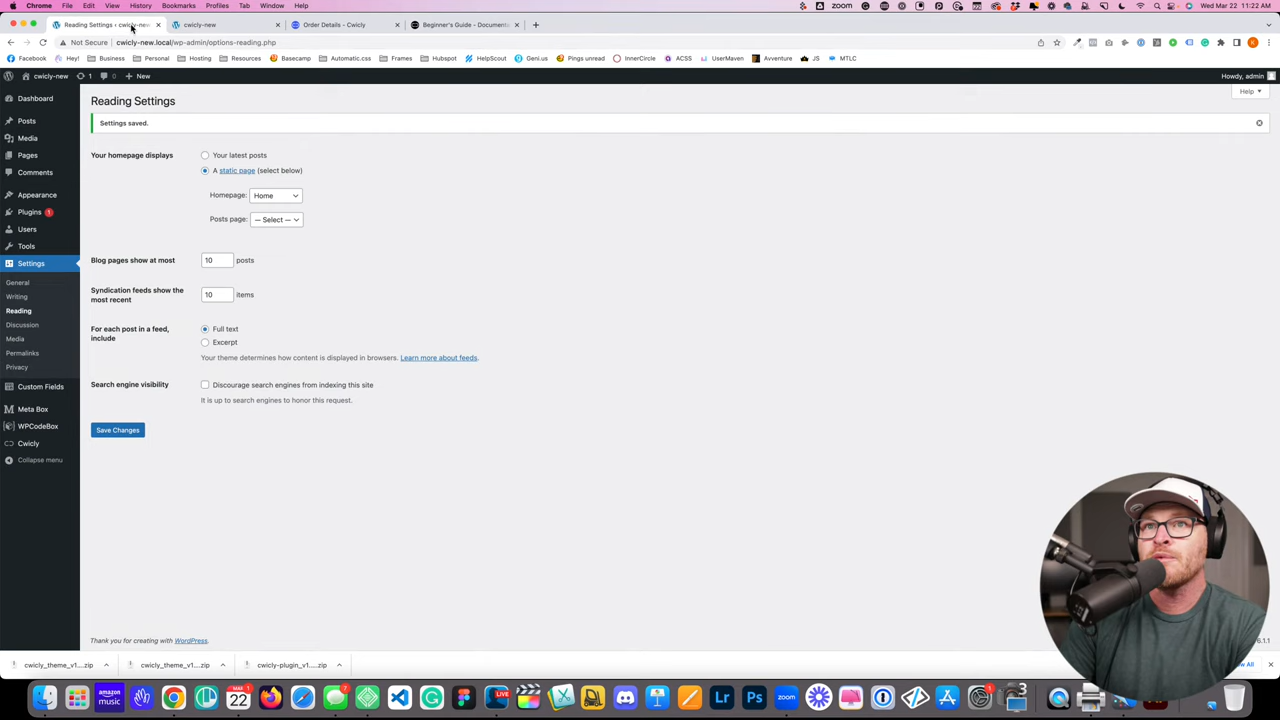 Chrome File Edit View History Bookmarks Profiles Tab Window Help
Wed Mar 22 11:22 AM
Reading Settings ‹ cwicly-new
cwicly-new
Order Details - Cwicly
Beginner's Guide - Document
Not Secure cwicly-new.local/wp-admin/options-reading.php
Facebook Hey! Business Personal Hosting Resources Basecamp Automatic.css Frames Hubspot HelpScout Geni.us Pings unread InnerCircle ACSS UserMaven Avventure JS MTLC
cwicly-new 1 0 New
Howdy, admin
Help
Dashboard
Posts
Media
Pages
Comments
Appearance
Plugins 1
Users
Tools
Settings
General
Writing
Reading
Discussion
Media
Permalinks
Privacy
Custom Fields
Meta Box
WPCodeBox
Cwicly
Collapse menu
Reading Settings
Settings saved.
Your homepage displays
Your latest posts
A static page (select below)
Homepage: Home
Posts page: — Select —
Blog pages show at most
10 posts
Syndication feeds show the
most recent
10 items
For each post in a feed,
include
Full text
Excerpt
Your theme determines how content is displayed in browsers. Learn more about feeds.
Search engine visibility
Discourage search engines from indexing this site
It is up to search engines to honor this request.
Save Changes
Thank you for creating with WordPress.
cwicly_theme_v1....zip
cwicly_theme_v1....zip
cwicly-plugin_v1.....zip
amazon
music
22
LIVE
Lr
Ps
zoom